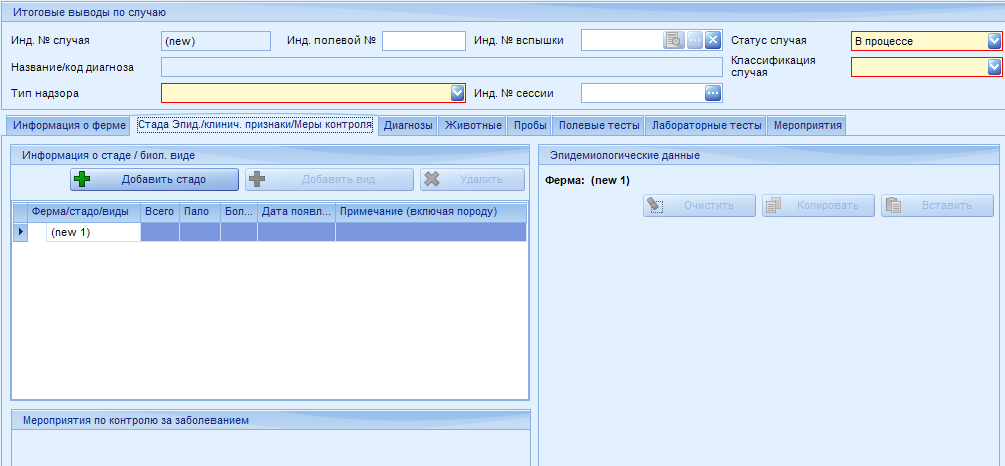 Итоговые выводы по случаю
Инд. № случая (new) Инд. полевой № Инд. № вспышки Статус случая В процессе
Название/код диагноза Классификация случая
Тип надзора Инд. № сессии
Информация о ферме Стада Эпид./клинич. признаки/Меры контроля Диагнозы Животные Пробы Полевые тесты Лабораторные тесты Мероприятия
Информация о стаде / биол. виде
Добавить стадо Добавить вид Удалить
Ферма/стадо/виды Всего Пало Бол... Дата появл... Примечание (включая породу)
(new 1)
Мероприятия по контролю за заболеванием
Эпидемиологические данные
Ферма: (new 1)
Очистить Копировать Вставить